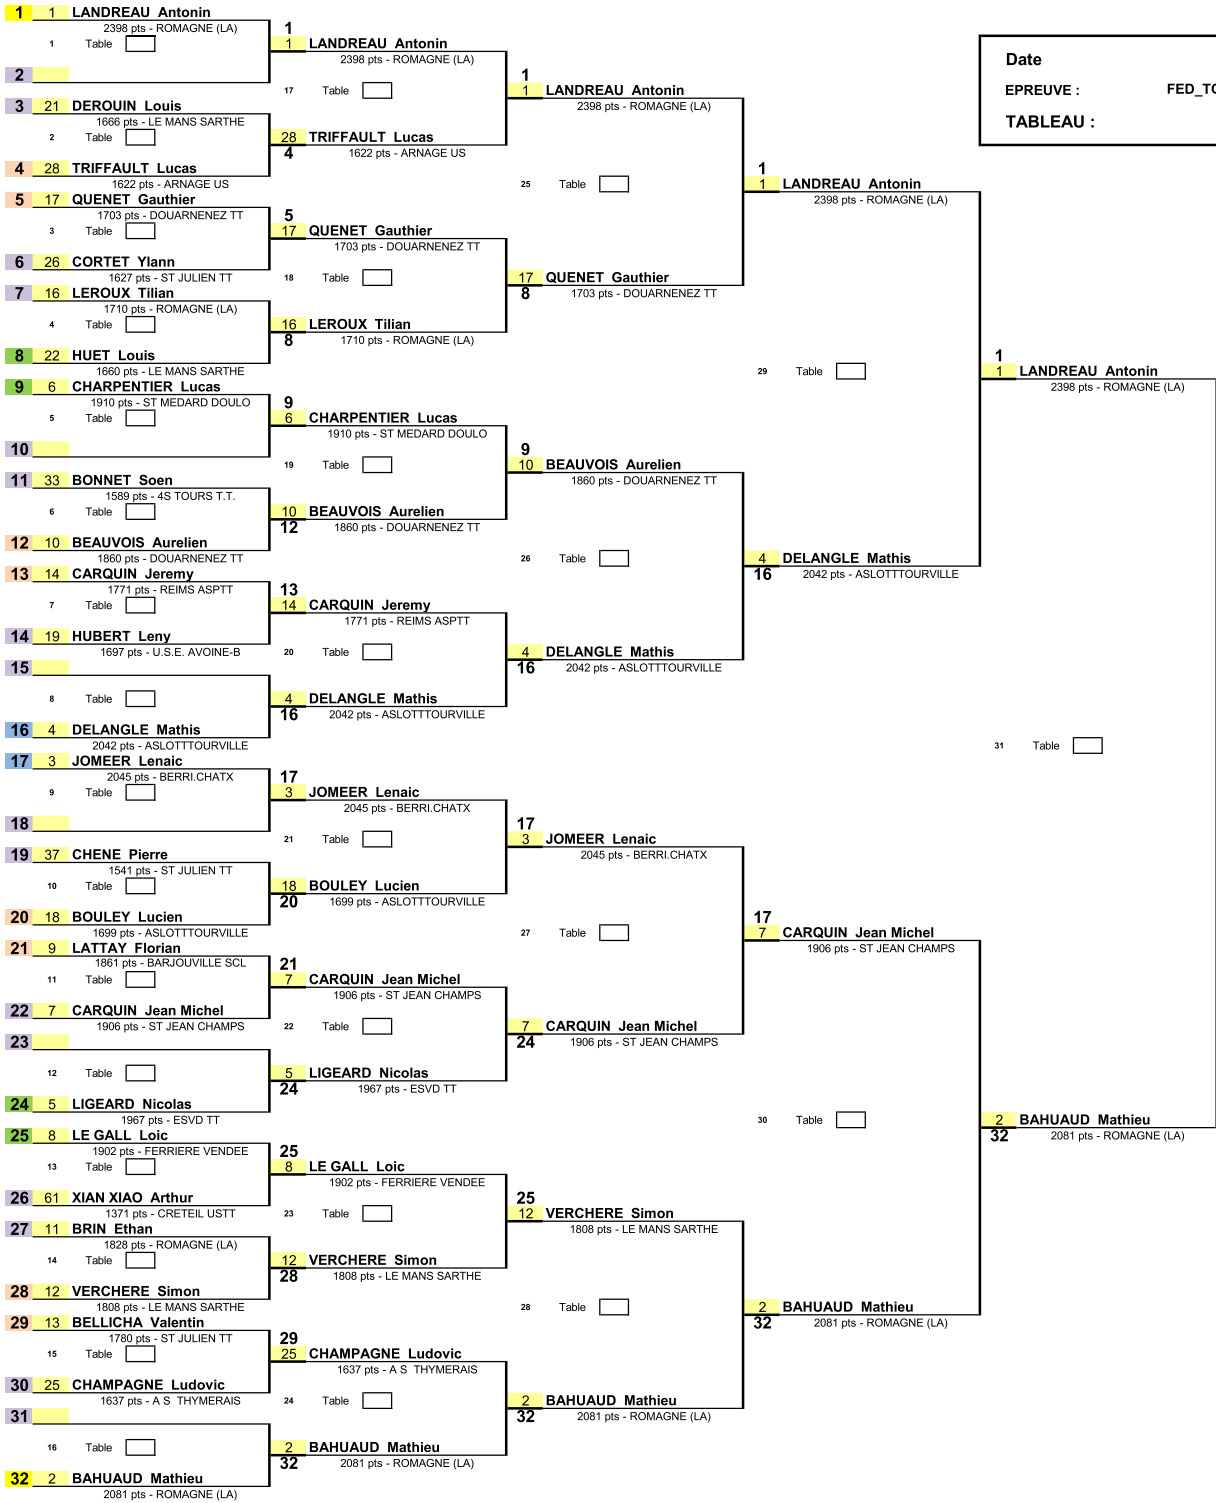 1 1 LANDREAU Antonin
2398 pts - ROMAGNE (LA)
1 Table
2
3 21 DEROUIN Louis
1666 pts - LE MANS SARTHE
2 Table
4 28 TRIFFAULT Lucas
1622 pts - ARNAGE US
5 17 QUENET Gauthier
1703 pts - DOUARNENEZ TT
3 Table
6 26 CORTET Ylann
1627 pts - ST JULIEN TT
7 16 LEROUX Tilian
1710 pts - ROMAGNE (LA)
4 Table
8 22 HUET Louis
1660 pts - LE MANS SARTHE
9 6 CHARPENTIER Lucas
1910 pts - ST MEDARD DOULO
5 Table
10
11 33 BONNET Soen
1589 pts - 4S TOURS T.T.
6 Table
12 10 BEAUVOIS Aurelien
1860 pts - DOUARNENEZ TT
13 14 CARQUIN Jeremy
1771 pts - REIMS ASPTT
7 Table
14 19 HUBERT Leny
1697 pts - U.S.E. AVOINE-B
15
8 Table
16 4 DELANGLE Mathis
2042 pts - ASLOTTTOURVILLE
17 3 JOMEER Lenaic
2045 pts - BERRI.CHATX
9 Table
18
19 37 CHENE Pierre
1541 pts - ST JULIEN TT
10 Table
20 18 BOULEY Lucien
1699 pts - ASLOTTTOURVILLE
21 9 LATTAY Florian
1861 pts - BARJOUVILLE SCL
11 Table
22 7 CARQUIN Jean Michel
1906 pts - ST JEAN CHAMPS
23
12 Table
24 5 LIGEARD Nicolas
1967 pts - ESVD TT
25 8 LE GALL Loic
1902 pts - FERRIERE VENDEE
13 Table
26 61 XIAN XIAO Arthur
1371 pts - CRETEIL USTT
27 11 BRIN Ethan
1828 pts - ROMAGNE (LA)
14 Table
28 12 VERCHERE Simon
1808 pts - LE MANS SARTHE
29 13 BELLICHA Valentin
1780 pts - ST JULIEN TT
15 Table
30 25 CHAMPAGNE Ludovic
1637 pts - A S THYMERAIS
31
16 Table
32 2 BAHUAUD Mathieu
2081 pts - ROMAGNE (LA)
1
1 LANDREAU Antonin
2398 pts - ROMAGNE (LA)
17 Table
28 TRIFFAULT Lucas
4 1622 pts - ARNAGE US
5
17 QUENET Gauthier
1703 pts - DOUARNENEZ TT
18 Table
16 LEROUX Tilian
8 1710 pts - ROMAGNE (LA)
9
6 CHARPENTIER Lucas
1910 pts - ST MEDARD DOULO
19 Table
10 BEAUVOIS Aurelien
12 1860 pts - DOUARNENEZ TT
13
14 CARQUIN Jeremy
1771 pts - REIMS ASPTT
20 Table
4 DELANGLE Mathis
16 2042 pts - ASLOTTTOURVILLE
17
3 JOMEER Lenaic
2045 pts - BERRI.CHATX
21 Table
18 BOULEY Lucien
20 1699 pts - ASLOTTTOURVILLE
21
7 CARQUIN Jean Michel
1906 pts - ST JEAN CHAMPS
22 Table
5 LIGEARD Nicolas
24 1967 pts - ESVD TT
25
8 LE GALL Loic
1902 pts - FERRIERE VENDEE
23 Table
12 VERCHERE Simon
28 1808 pts - LE MANS SARTHE
29
25 CHAMPAGNE Ludovic
1637 pts - A S THYMERAIS
24 Table
2 BAHUAUD Mathieu
32 2081 pts - ROMAGNE (LA)
1
1 LANDREAU Antonin
2398 pts - ROMAGNE (LA)
25 Table
17 QUENET Gauthier
8 1703 pts - DOUARNENEZ TT
9
10 BEAUVOIS Aurelien
1860 pts - DOUARNENEZ TT
26 Table
4 DELANGLE Mathis
16 2042 pts - ASLOTTTOURVILLE
17
3 JOMEER Lenaic
2045 pts - BERRI.CHATX
27 Table
7 CARQUIN Jean Michel
24 1906 pts - ST JEAN CHAMPS
25
12 VERCHERE Simon
1808 pts - LE MANS SARTHE
28 Table
2 BAHUAUD Mathieu
32 2081 pts - ROMAGNE (LA)
1
1 LANDREAU Antonin
2398 pts - ROMAGNE (LA)
29 Table
4 DELANGLE Mathis
16 2042 pts - ASLOTTTOURVILLE
17
7 CARQUIN Jean Michel
1906 pts - ST JEAN CHAMPS
30 Table
2 BAHUAUD Mathieu
32 2081 pts - ROMAGNE (LA)
Date
EPREUVE : FED_TO
TABLEAU :
1
1 LANDREAU Antonin
2398 pts - ROMAGNE (LA)
31 Table
2 BAHUAUD Mathieu
32 2081 pts - ROMAGNE (LA)